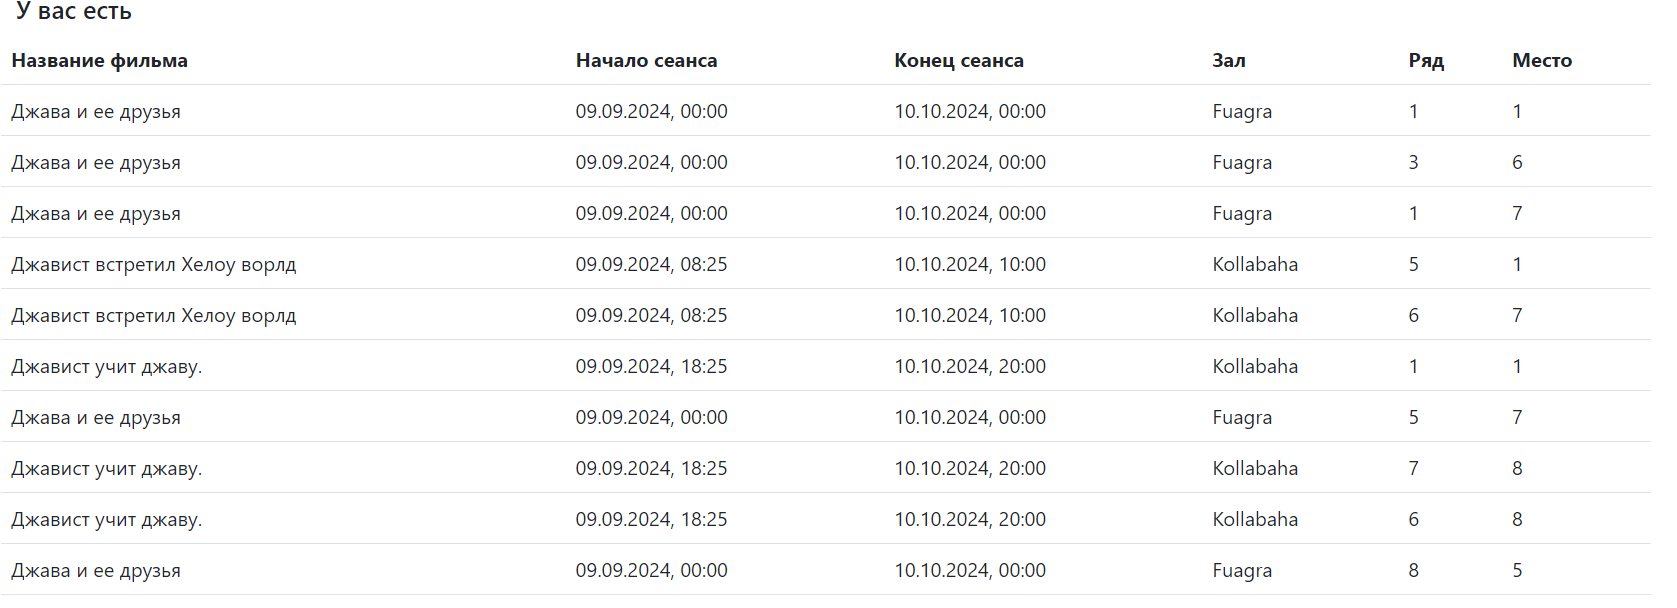 У вас есть
Название фильма Начало сеанса Конец сеанса Зал Ряд Место
Джава и ее друзья 09.09.2024, 00:00 10.10.2024, 00:00 Fuagra 1 1
Джава и ее друзья 09.09.2024, 00:00 10.10.2024, 00:00 Fuagra 3 6
Джава и ее друзья 09.09.2024, 00:00 10.10.2024, 00:00 Fuagra 1 7
Джавист встретил Хелоу ворлд 09.09.2024, 08:25 10.10.2024, 10:00 Kollabaha 5 1
Джавист встретил Хелоу ворлд 09.09.2024, 08:25 10.10.2024, 10:00 Kollabaha 6 7
Джавист учит джаву. 09.09.2024, 18:25 10.10.2024, 20:00 Kollabaha 1 1
Джава и ее друзья 09.09.2024, 00:00 10.10.2024, 00:00 Fuagra 5 7
Джавист учит джаву. 09.09.2024, 18:25 10.10.2024, 20:00 Kollabaha 7 8
Джавист учит джаву. 09.09.2024, 18:25 10.10.2024, 20:00 Kollabaha 6 8
Джава и ее друзья 09.09.2024, 00:00 10.10.2024, 00:00 Fuagra 8 5